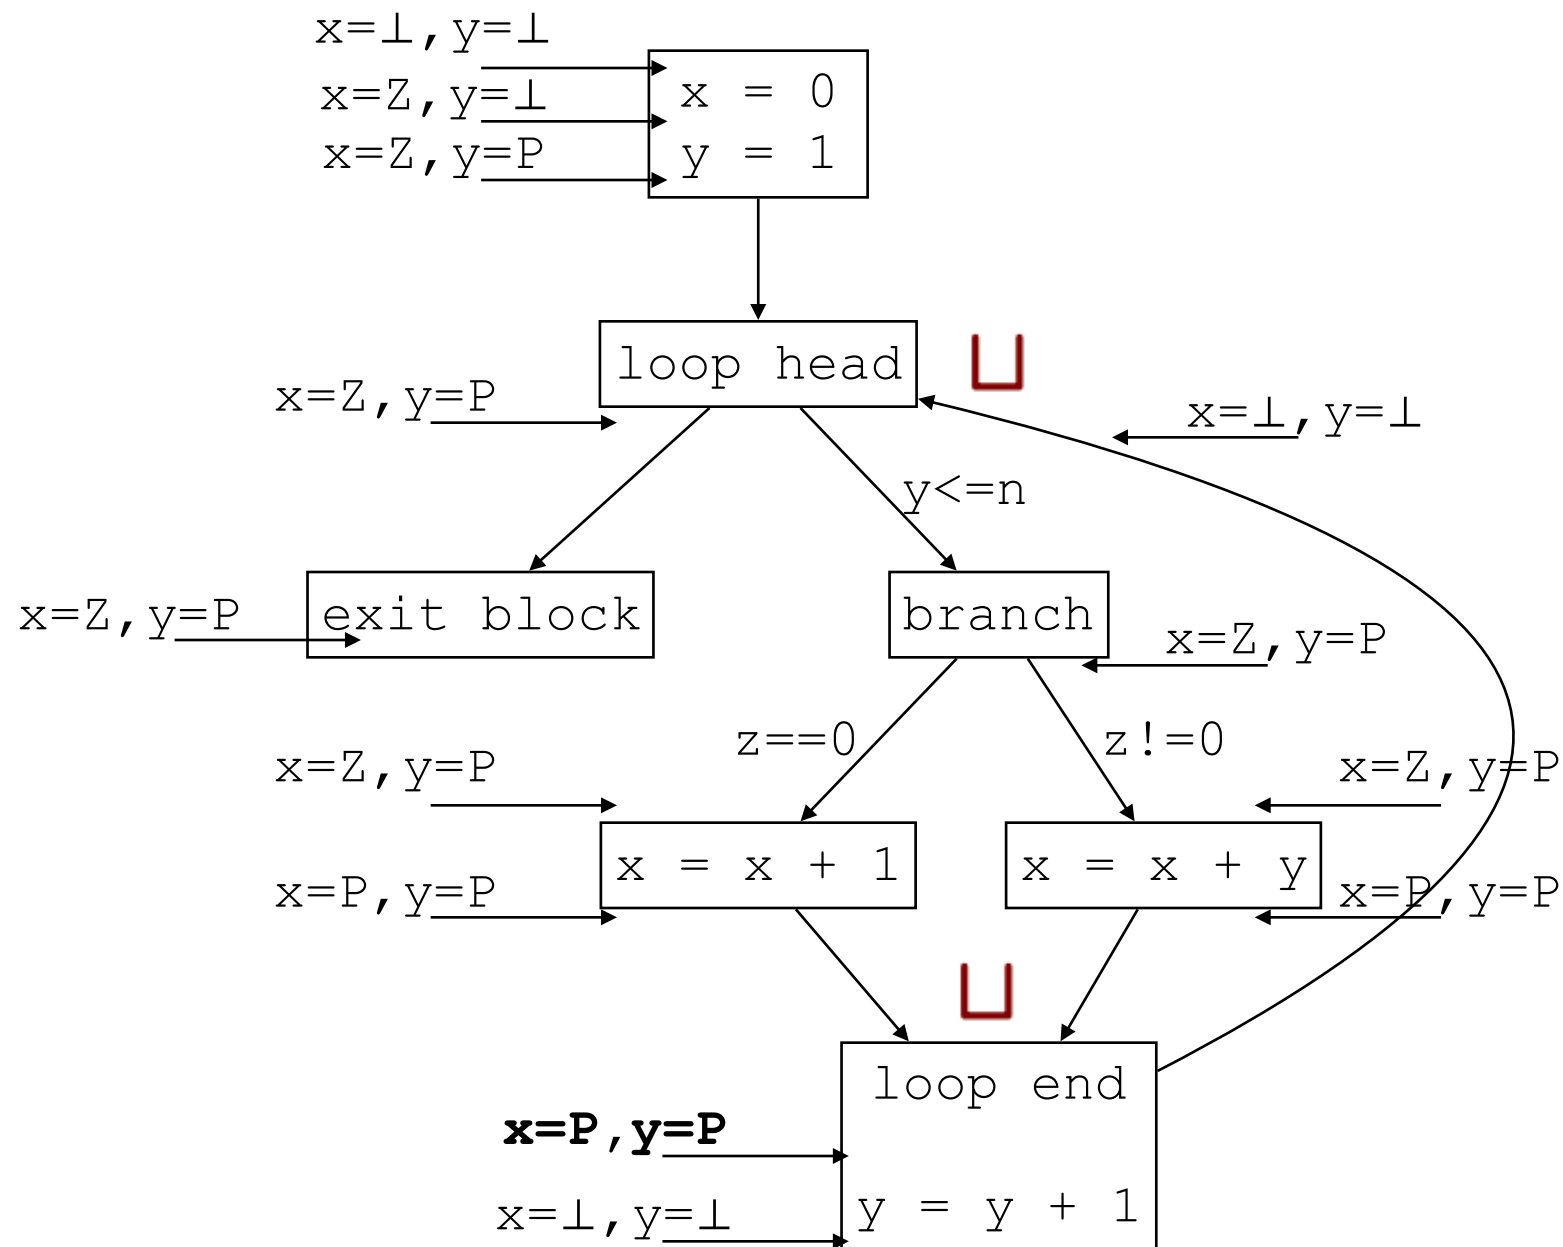 x=⊥,y=⊥
x=Z,y=⊥
x=Z,y=P
x = 0
y = 1
loop head
⊔
x=Z,y=P
x=⊥,y=⊥
y<=n
exit block
x=Z,y=P
branch
x=Z,y=P
z==0
z!=0
x=Z,y=P
x=Z,y=P
x = x + 1
x = x + y
x=P,y=P
x=P,y=P
⊔
loop end
x=P,y=P
y = y + 1
x=⊥,y=⊥